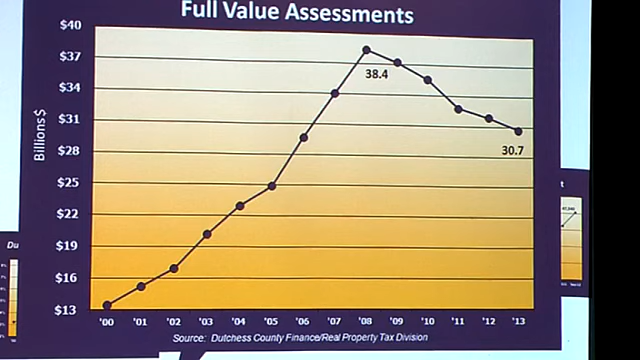 Full Value Assessments
$40
$37
$34
$31
$28
$25
$22
$19
$16
$13
Billions $
38.4
30.7
'00 '01 '02 '03 '04 '05 '06 '07 '08 '09 '10 '11 '12 '13
Source: Dutchess County Finance/Real Property Tax Division
Du
t